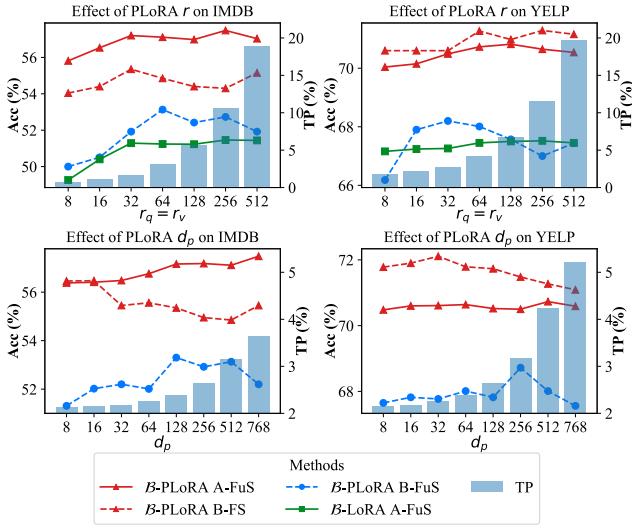 Effect of PLoRA r on IMDB
Acc (%)
56
54
52
50
TP (%)
20
15
10
5
0
8 16 32 64 128 256 512
r_q = r_v
Effect of PLoRA r on YELP
Acc (%)
70
68
66
TP (%)
20
15
10
5
0
8 16 32 64 128 256 512
r_q = r_v
Effect of PLoRA d_p on IMDB
Acc (%)
56
54
52
TP (%)
5
4
3
2
8 16 32 64 128 256 512 768
d_p
Effect of PLoRA d_p on YELP
Acc (%)
72
70
68
TP (%)
5
4
3
2
8 16 32 64 128 256 512 768
d_p
Methods
ℬ-PLoRA A-FuS
ℬ-PLoRA B-FuS
TP
ℬ-PLoRA B-FS
ℬ-LoRA A-FuS